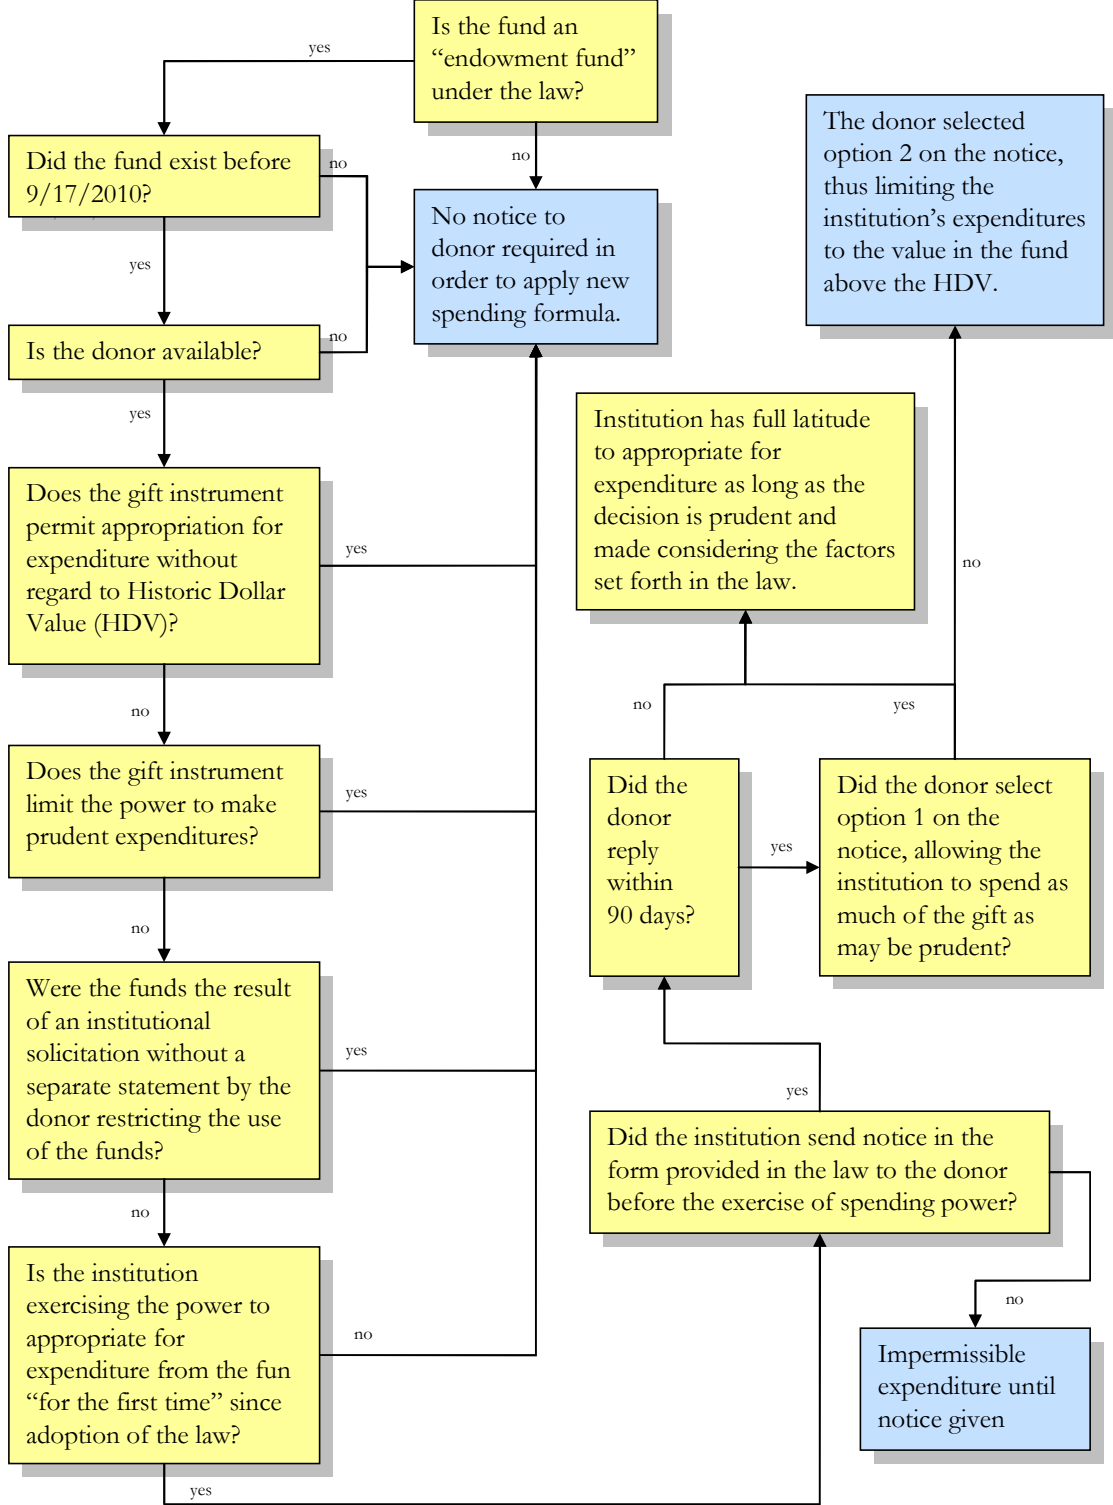 Is the fund an
“endowment fund”
under the law?
yes
no
Did the fund exist before
9/17/2010?
no
yes
No notice to
donor required in
order to apply new
spending formula.
The donor selected
option 2 on the notice,
thus limiting the
institution’s expenditures
to the value in the fund
above the HDV.
Is the donor available?
no
yes
Institution has full latitude
to appropriate for
expenditure as long as the
decision is prudent and
made considering the factors
set forth in the law.
no
Does the gift instrument
permit appropriation for
expenditure without
regard to Historic Dollar
Value (HDV)?
yes
no
no
yes
Does the gift instrument
limit the power to make
prudent expenditures?
yes
no
Did the
donor
reply
within
90 days?
yes
Did the donor select
option 1 on the
notice, allowing the
institution to spend as
much of the gift as
may be prudent?
Were the funds the result
of an institutional
solicitation without a
separate statement by the
donor restricting the use
of the funds?
yes
no
yes
Did the institution send notice in the
form provided in the law to the donor
before the exercise of spending power?
no
Is the institution
exercising the power to
appropriate for
expenditure from the fun
“for the first time” since
adoption of the law?
no
yes
Impermissible
expenditure until
notice given